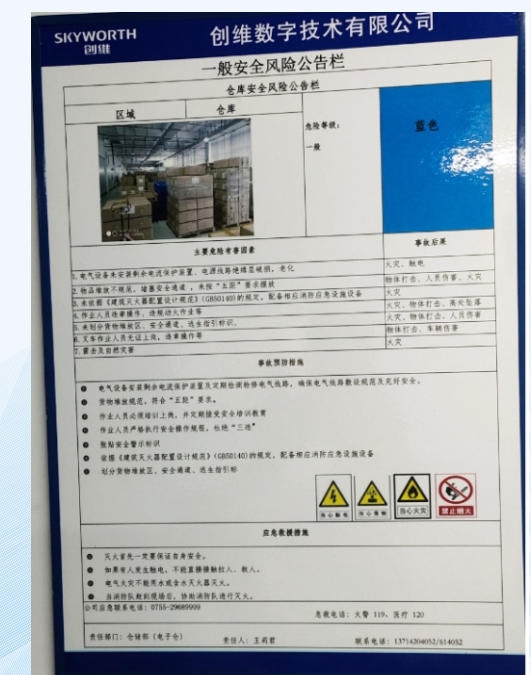 SKYWORTH
创维
创维数字技术有限公司
一般安全风险公告栏
仓库安全风险公告栏
区域 仓库
危险等级：
一般
蓝色
主要危险有害因素 事故后果
1.电气设备未安装剩余电流保护装置、电源线路绝缘层破损，老化 火灾、触电
2.物品堆放不规范，堵塞安全通道，未按“五距”要求摆放 物体打击、人员伤害、火灾
3.未依据《建筑灭火器配置设计规范》(GB50140)的规定，配备相应消防应急设施设备 火灾
4.作业人员违章操作、违规动火作业等 火灾、物体打击、高处坠落
5.未划分货物堆放区、安全通道、逃生指引标识。 火灾、物体打击、人员伤害
6.叉车作业人员无证上岗，违章操作等 物体打击、车辆伤害
7.雷击及自然灾害 火灾
事故预防措施
● 电气设备安装剩余电流保护装置及定期检测检修电气线路，确保电气线路敷设规范及完好安全。
● 货物堆放规范，符合“五距”要求。
● 作业人员必须培训上岗，并定期接受安全培训教育
● 作业人员严格执行安全操作规程，杜绝“三违”
● 张贴安全警示标识
● 依据《建筑灭火器配置设计规范》(GB50140)的规定，配备相应消防应急设施设备
● 划分货物堆放区、安全通道、逃生指引标
当心触电 当心火灾 禁止烟火
应急救援措施
● 灭火首先一定要保证自身安全。
● 如果有人发生触电，不能直接接触拉人、救人。
● 电气火灾不能用水或含水灭火器灭火。
● 当消防队赶到现场后，协助消防队进行灭火。
公司应急联系电话：0755-29689999 急救电话：火警 119、医疗 120
责任部门：仓储部（电子仓） 责任人：王莉君 联系电话：13714204052/614052